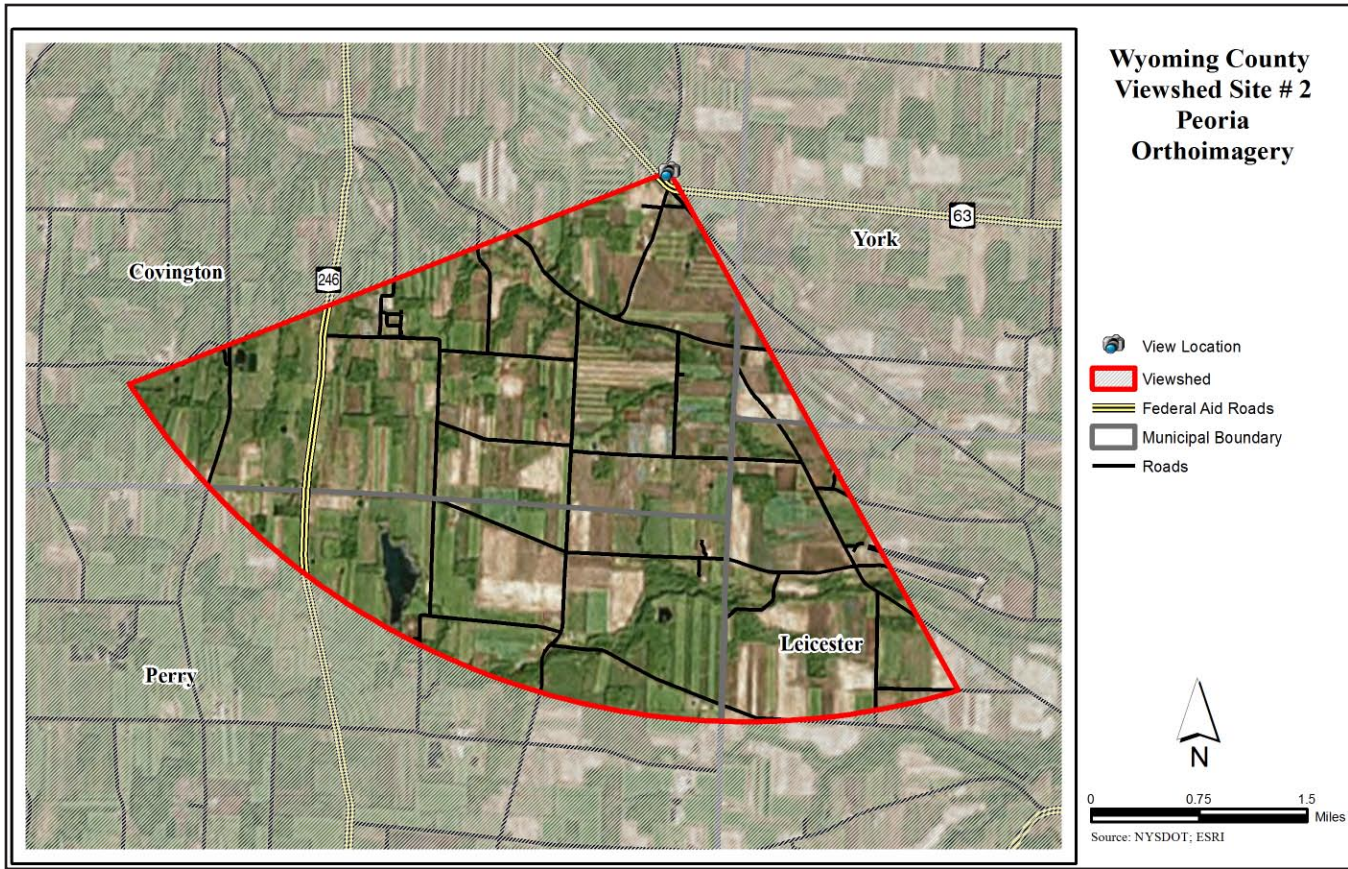 Wyoming County
Viewshed Site # 2
Peoria
Orthoimagery
63
York
Covington
246
View Location
Viewshed
Federal Aid Roads
Municipal Boundary
Roads
Leicester
Perry
N
0 0.75 1.5
Miles
Source: NYSDOT; ESRI